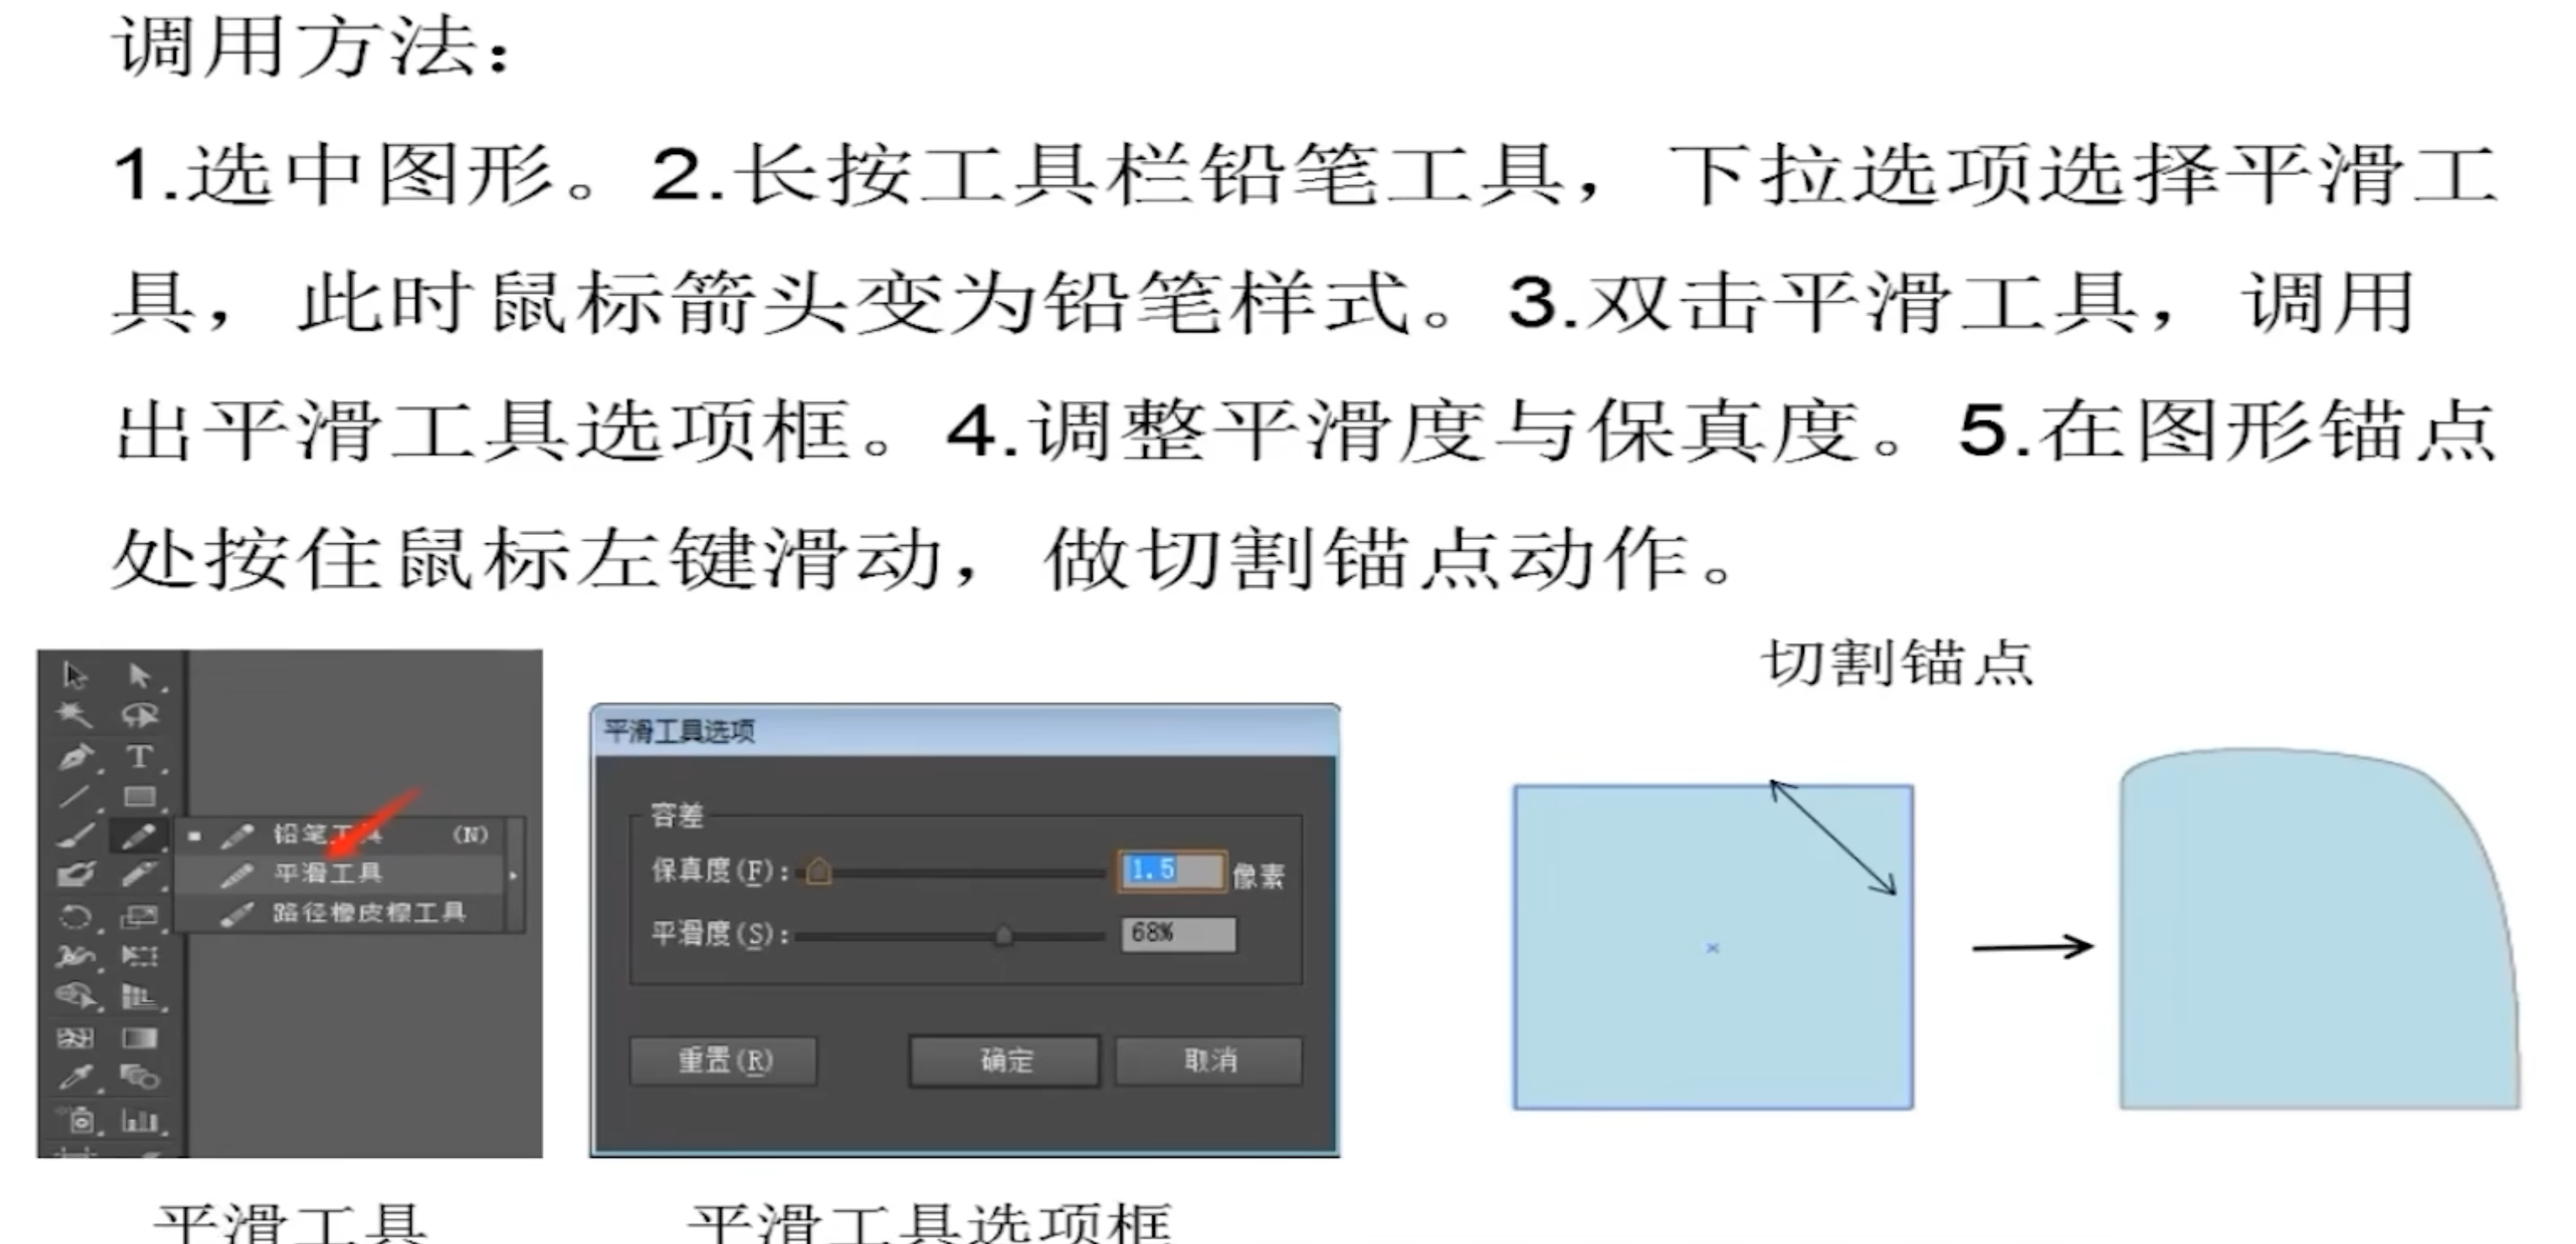 调用方法：
1.选中图形。2.长按工具栏铅笔工具，下拉选项选择平滑工
具，此时鼠标箭头变为铅笔样式。3.双击平滑工具，调用
出平滑工具选项框。4.调整平滑度与保真度。5.在图形锚点
处按住鼠标左键滑动，做切割锚点动作。
切割锚点
T
铅笔工具 (N)
平滑工具
路径橡皮擦工具
平滑工具选项
容差
保真度(F): 1.5 像素
平滑度(S): 68%
重置(R) 确定 取消
平滑工具 平滑工具选项框